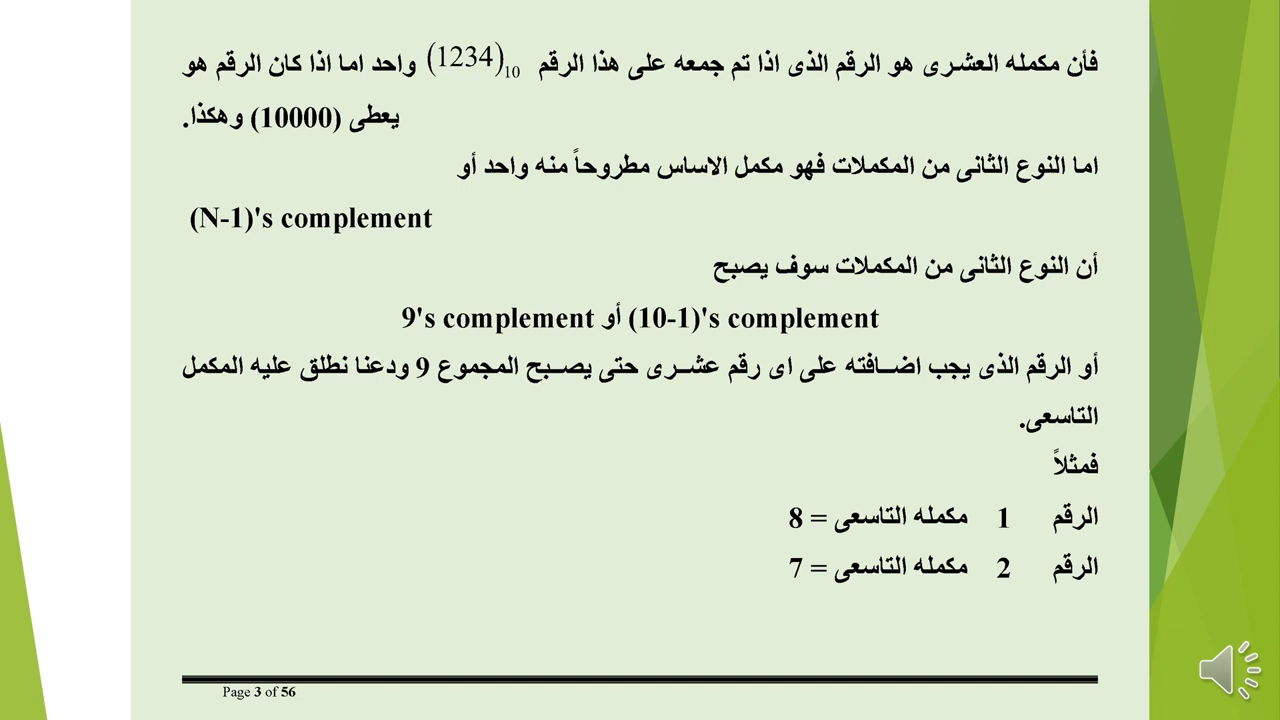 فأن مكمله العشرى هو الرقم الذى اذا تم جمعه على هذا الرقم (1234)₁₀ واحد اما اذا كان الرقم هو
يعطى (10000) وهكذا.
اما النوع الثانى من المكملات فهو مكمل الاساس مطروحاً منه واحد أو
(N-1)'s complement
أن النوع الثانى من المكملات سوف يصبح
9's complement أو (10-1)'s complement
أو الرقم الذى يجب اضافته على اى رقم عشرى حتى يصبح المجموع 9 ودعنا نطلق عليه المكمل
التاسعى.
فمثلاً
الرقم 1 مكمله التاسعى = 8
الرقم 2 مكمله التاسعى = 7
Page 3 of 56